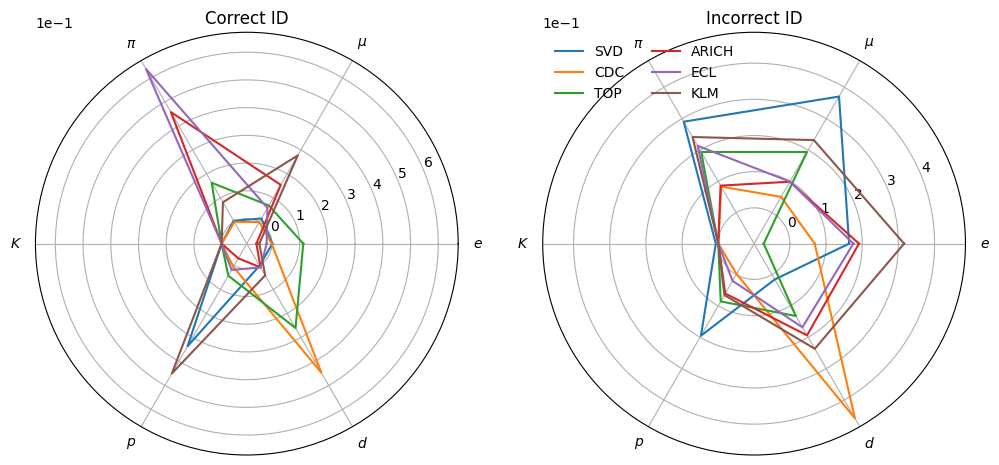 Correct ID
1e−1
π
μ
e
K
p
d
0
1
2
3
4
5
6
Incorrect ID
1e−1
π
μ
e
K
p
d
0
1
2
3
4
SVD
CDC
TOP
ARICH
ECL
KLM